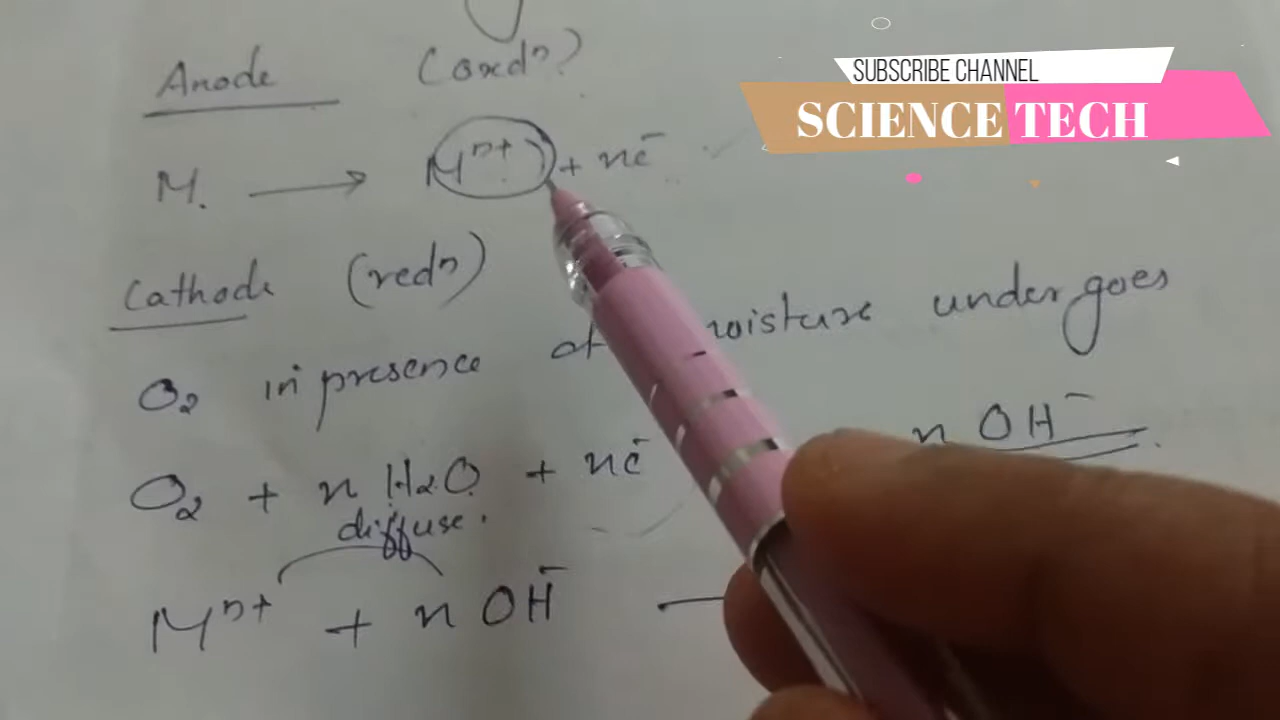 SUBSCRIBE CHANNEL
SCIENCE TECH
Anode (oxdn)
M. ⟶ Mⁿ⁺ + ne⁻
Cathode (redn)
O₂ in presence of moisture undergoes
O₂ + n H₂O + ne⁻ n OH⁻
diffuse.
Mⁿ⁺ + n OH⁻